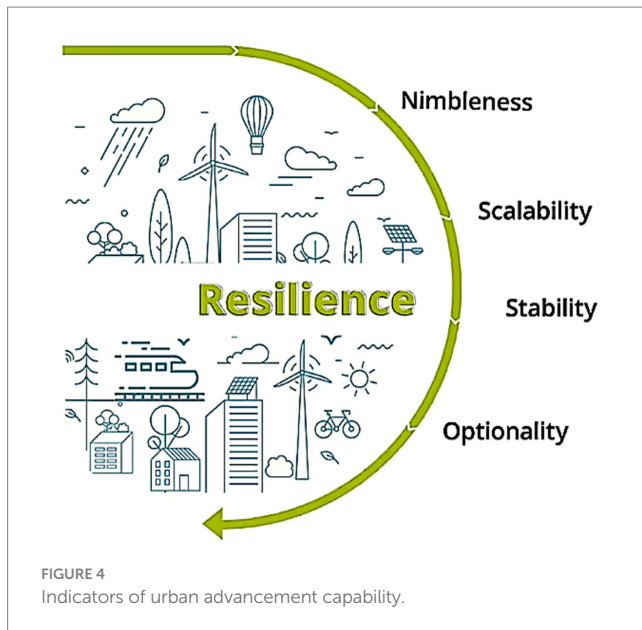 Nimbleness
Scalability
Resilience
Stability
Optionality
FIGURE 4
Indicators of urban advancement capability.